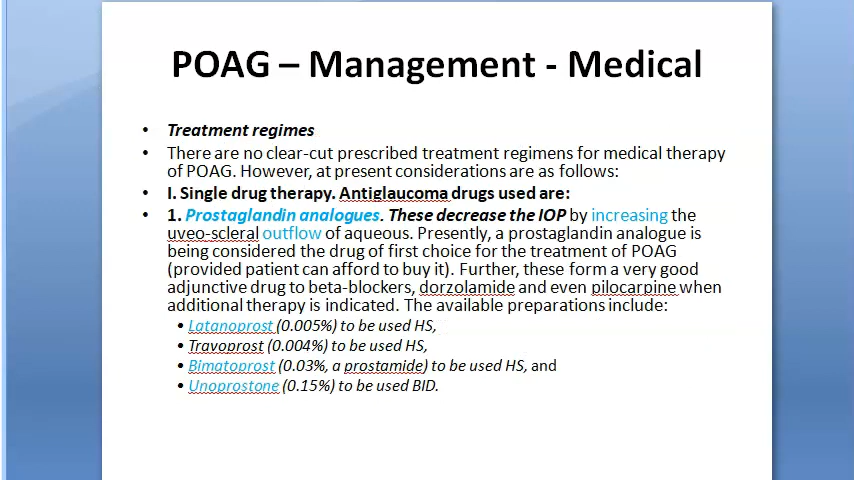 POAG – Management - Medical
• Treatment regimes
• There are no clear-cut prescribed treatment regimens for medical therapy
of POAG. However, at present considerations are as follows:
• I. Single drug therapy. Antiglaucoma drugs used are:
• 1. Prostaglandin analogues. These decrease the IOP by increasing the
uveo-scleral outflow of aqueous. Presently, a prostaglandin analogue is
being considered the drug of first choice for the treatment of POAG
(provided patient can afford to buy it). Further, these form a very good
adjunctive drug to beta-blockers, dorzolamide and even pilocarpine when
additional therapy is indicated. The available preparations include:
• Latanoprost (0.005%) to be used HS,
• Travoprost (0.004%) to be used HS,
• Bimatoprost (0.03%, a prostamide) to be used HS, and
• Unoprostone (0.15%) to be used BID.